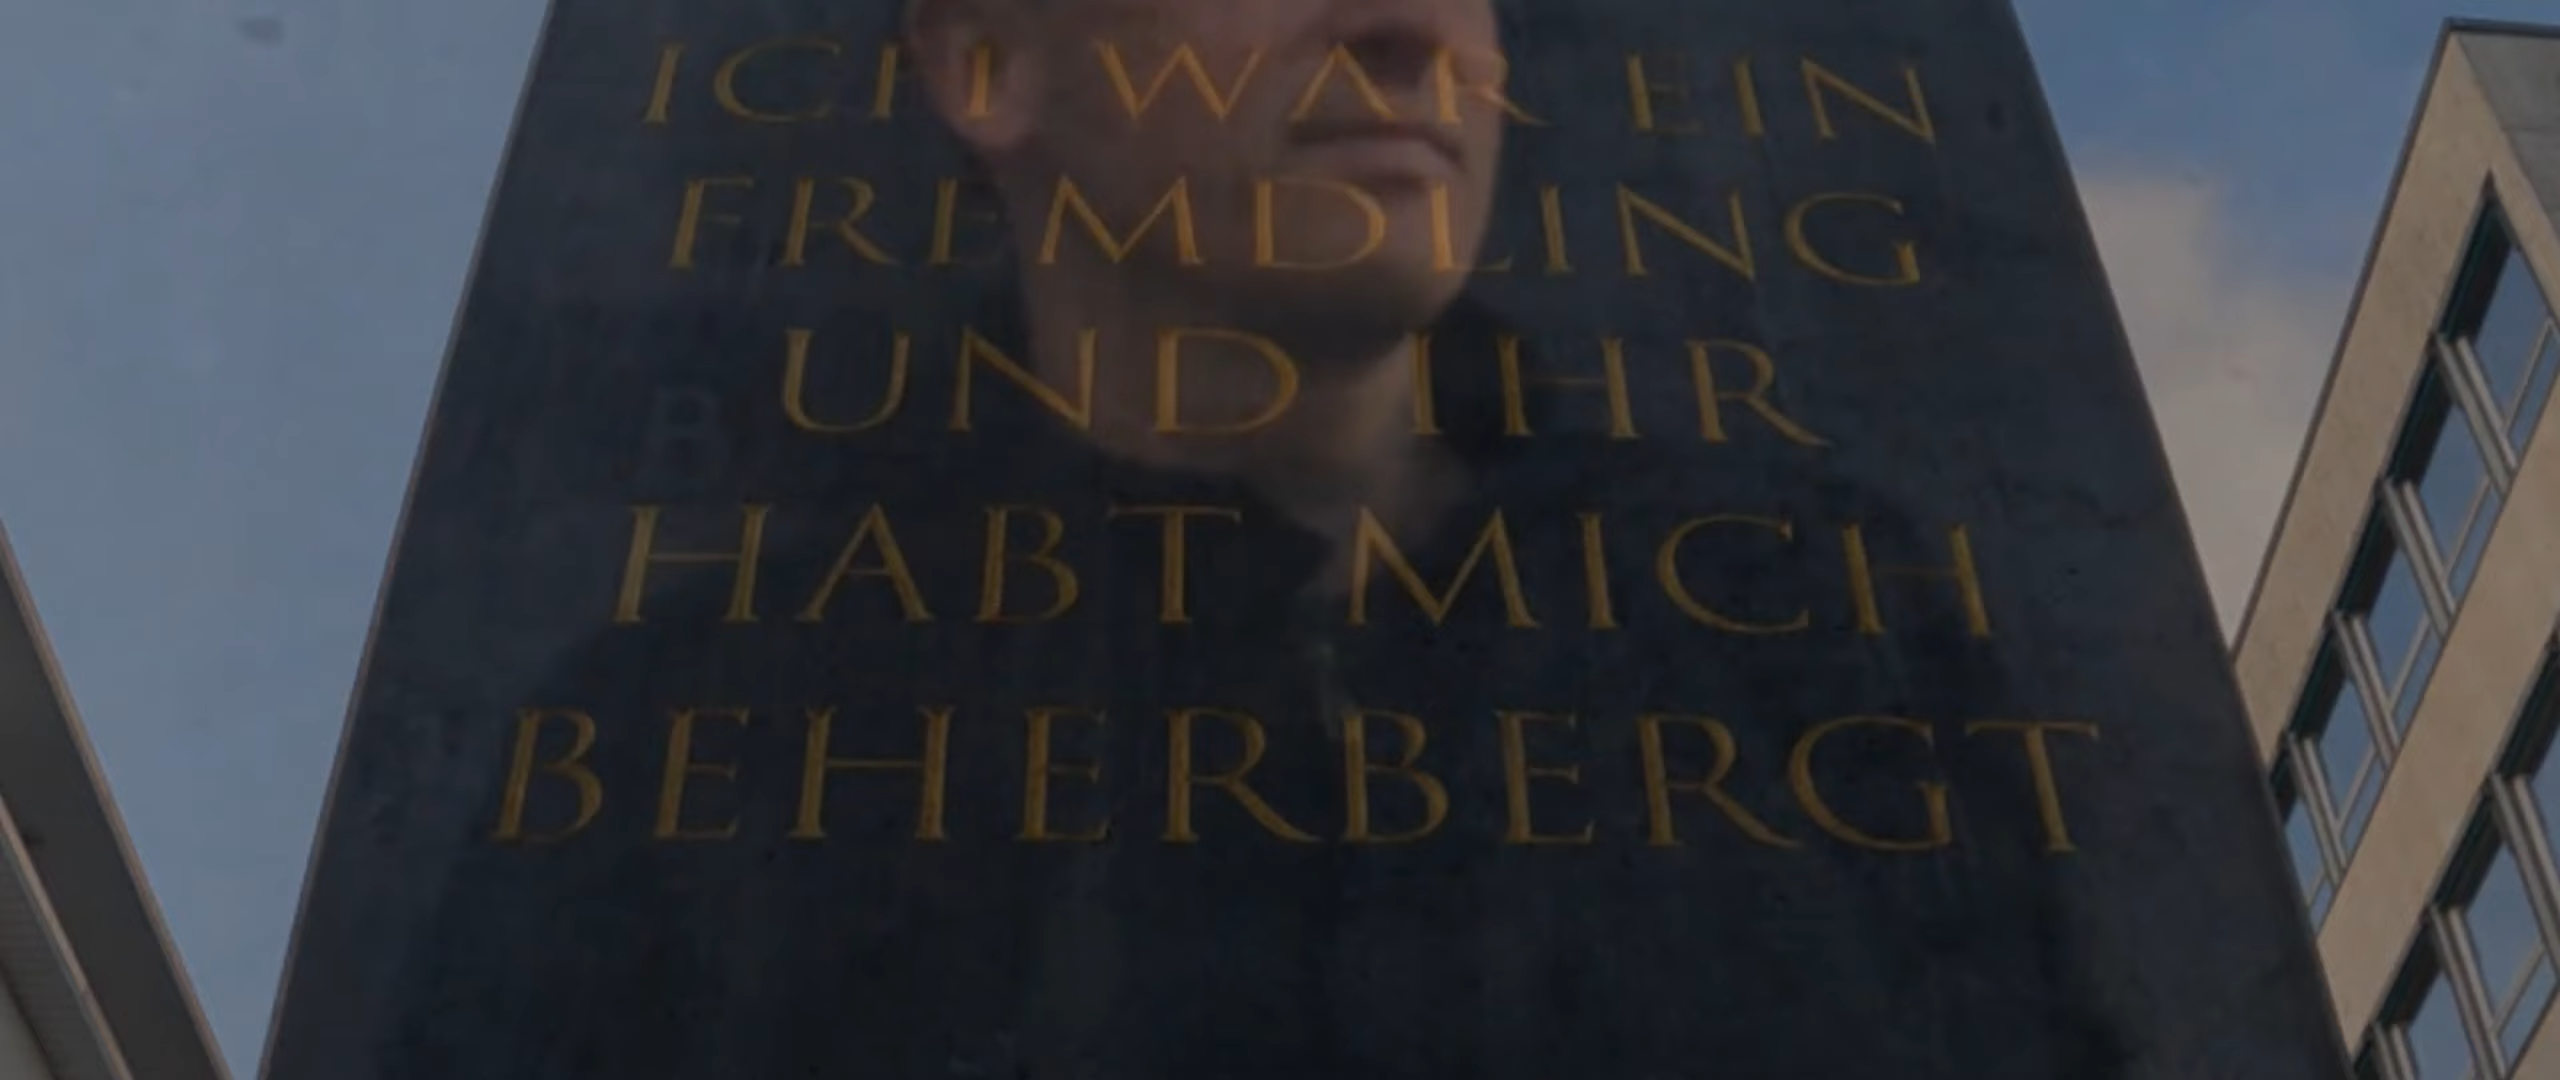 ICH WAR EIN
FREMDLING
UND IHR
HABT MICH
BEHERBERGT